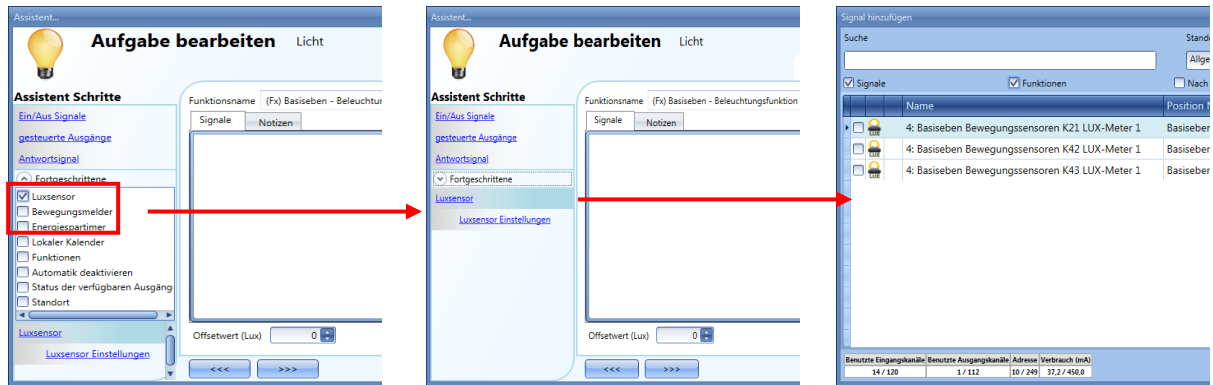 Assistent...
Aufgabe bearbeiten Licht
Assistent Schritte
Ein/Aus Signale
gesteuerte Ausgänge
Antwortsignal
Fortgeschrittene
Luxsensor
Bewegungsmelder
Energiespartimer
Lokaler Kalender
Funktionen
Automatik deaktivieren
Status der verfügbaren Ausgäng
Standort
Luxsensor
Luxsensor Einstellungen
Funktionsname (Fx) Basiseben - Beleuchtur
Signale Notizen
Offsetwert (Lux) 0
<<< >>>
Assistent...
Aufgabe bearbeiten Licht
Assistent Schritte
Ein/Aus Signale
gesteuerte Ausgänge
Antwortsignal
Fortgeschrittene
Luxsensor
Luxsensor Einstellungen
Funktionsname (Fx) Basiseben - Beleuchtungsfunktion
Signale Notizen
Offsetwert (Lux) 0
<<< >>>
Signal hinzufügen
Suche Stand
Allge
Signale Funktionen Nach
Name Position
4: Basiseben Bewegungssensoren K21 LUX-Meter 1 Basiseber
4: Basiseben Bewegungssensoren K42 LUX-Meter 1 Basiseber
4: Basiseben Bewegungssensoren K43 LUX-Meter 1 Basiseber
Benutzte Eingangskanäle Benutzte Ausgangskanäle Adresse Verbrauch (mA)
14 / 120 1 / 112 10 / 249 37,2 / 450,0